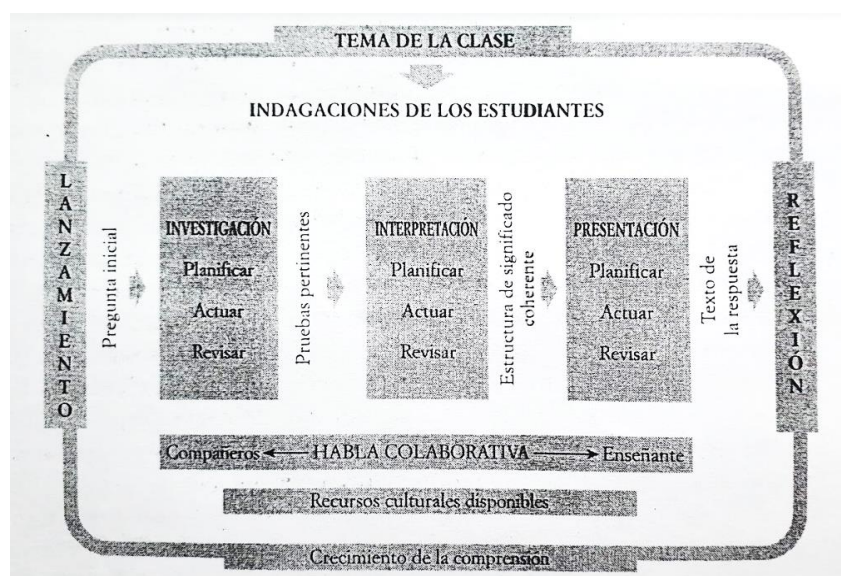 TEMA DE LA CLASE
INDAGACIONES DE LOS ESTUDIANTES
LANZAMIENTO
Pregunta inicial
INVESTIGACIÓN
Planificar
Actuar
Revisar
Pruebas pertinentes
INTERPRETACIÓN
Planificar
Actuar
Revisar
Estructura de significado
coherente
PRESENTACIÓN
Planificar
Actuar
Revisar
Texto de
la respuesta
REFLEXIÓN
Compañeros HABLA COLABORATIVA Enseñante
Recursos culturales disponibles
Crecimiento de la comprensión